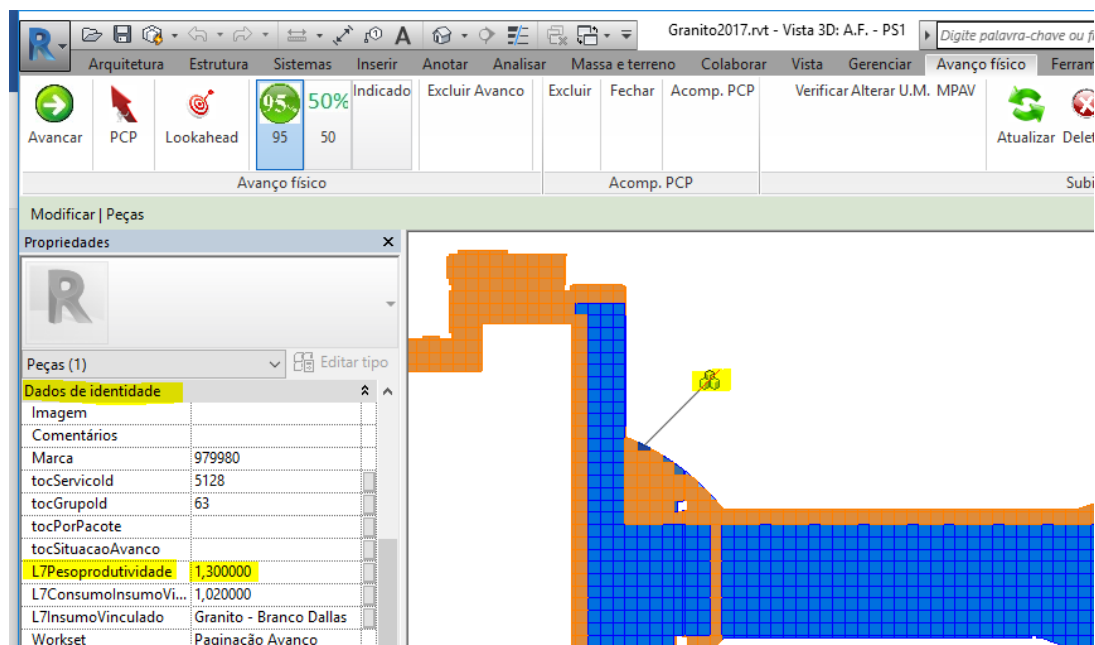 Granito2017.rvt - Vista 3D: A.F. - PS1
Digite palavra-chave ou f
Arquitetura Estrutura Sistemas Inserir Anotar Analisar Massa e terreno Colaborar Vista Gerenciar Avanço físico Ferram
95% 50% Indicado Excluir Avanco Excluir Fechar Acomp. PCP Verificar Alterar U.M. MPAV
Avancar PCP Lookahead 95 50 Atualizar Delet
Avanço físico Acomp. PCP Subi
Modificar | Peças
Propriedades
R
Peças (1) Editar tipo
Dados de identidade
Imagem
Comentários
Marca 979980
tocServicoId 5128
tocGrupoId 63
tocPorPacote
tocSituacaoAvanco
L7Pesoprodutividade 1,300000
L7ConsumoInsumoVi... 1,020000
L7InsumoVinculado Granito - Branco Dallas
Workset Paginação Avanço